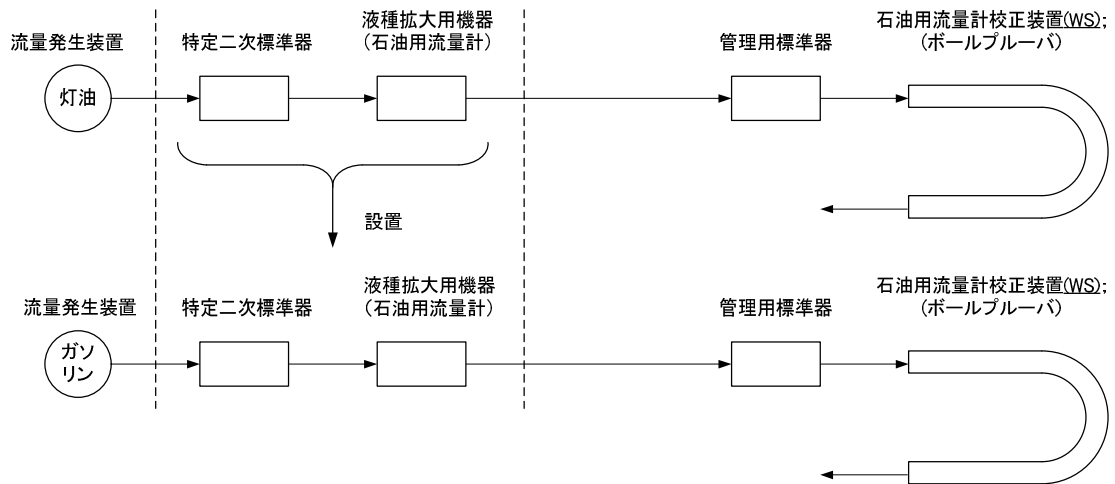 石油用流量計校正装置(WS);
(ボールプルーバ)
液種拡大用機器
(石油用流量計)
流量発生装置
特定二次標準器
管理用標準器
灯油
設置
石油用流量計校正装置(WS);
(ボールプルーバ)
液種拡大用機器
(石油用流量計)
流量発生装置
特定二次標準器
管理用標準器
ガソ
リン